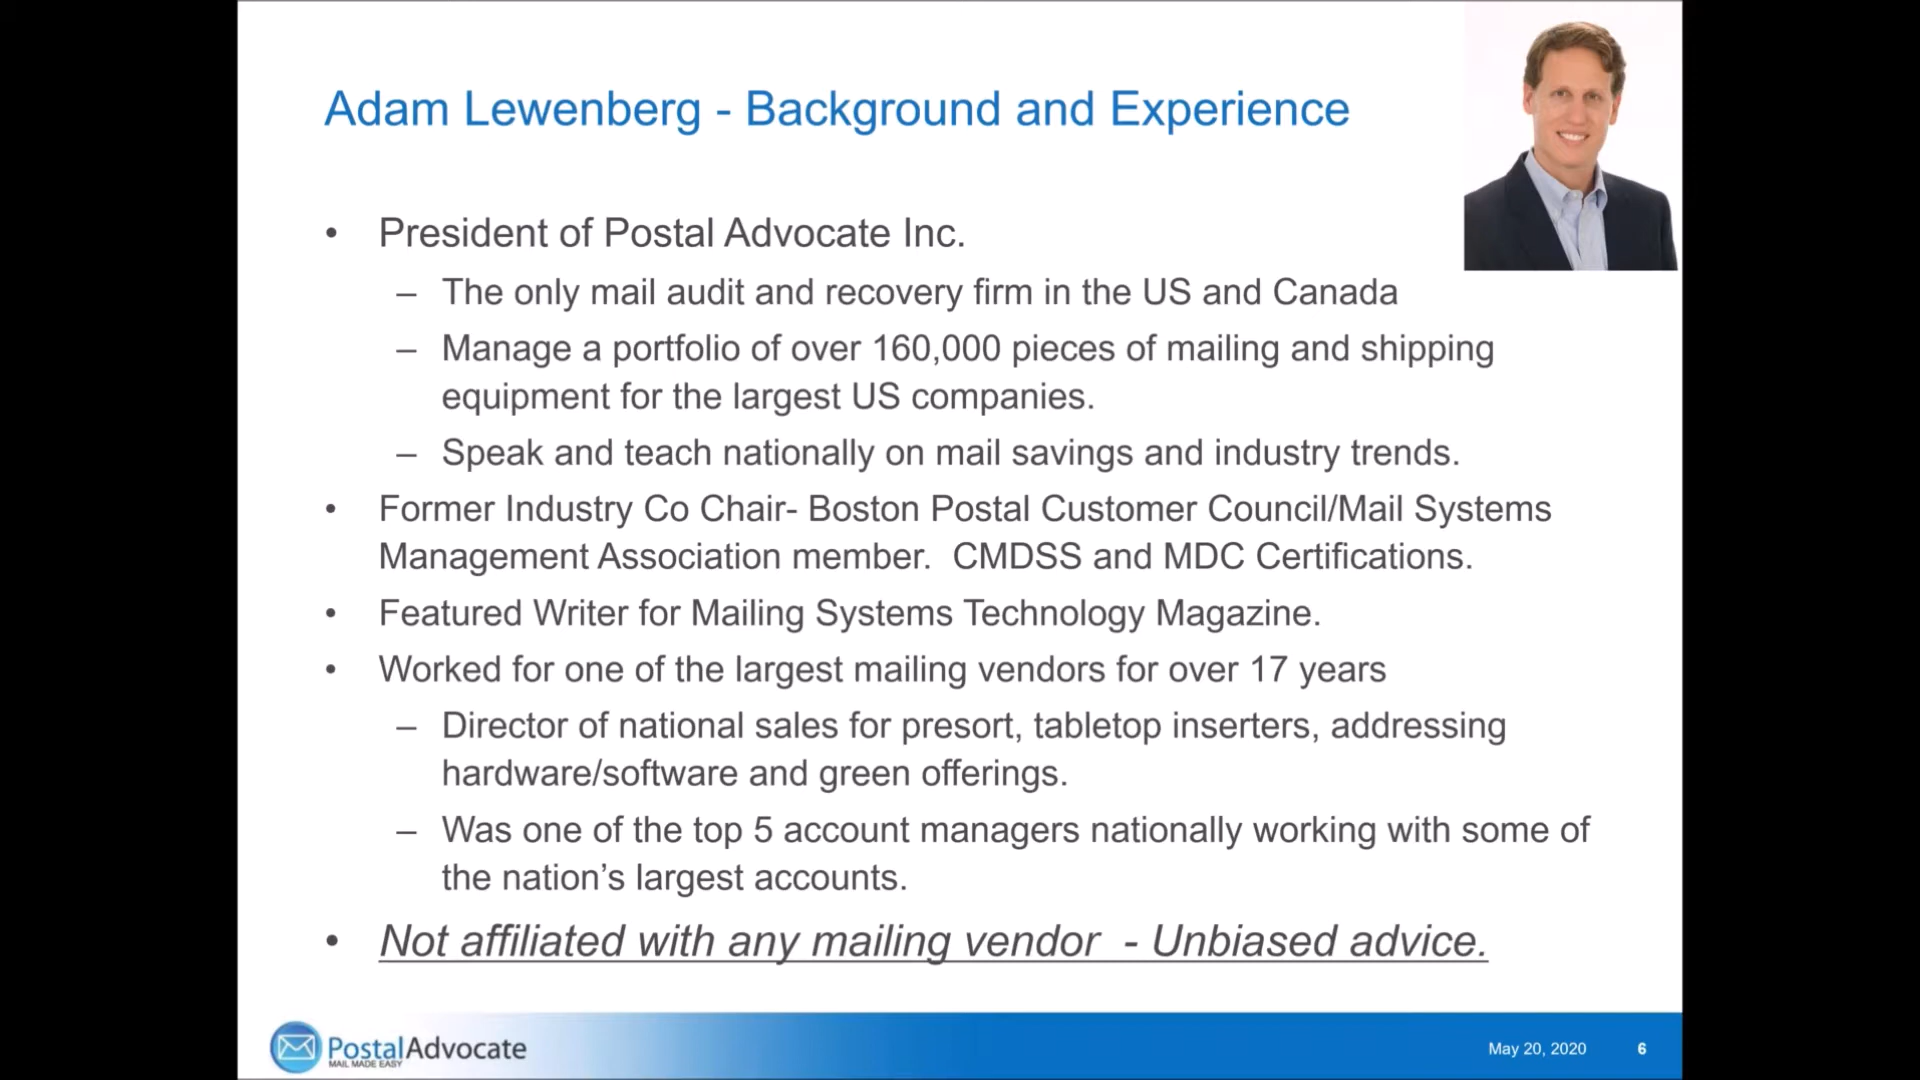 Adam Lewenberg - Background and Experience
• President of Postal Advocate Inc.
– The only mail audit and recovery firm in the US and Canada
– Manage a portfolio of over 160,000 pieces of mailing and shipping
equipment for the largest US companies.
– Speak and teach nationally on mail savings and industry trends.
• Former Industry Co Chair- Boston Postal Customer Council/Mail Systems
Management Association member.  CMDSS and MDC Certifications.
• Featured Writer for Mailing Systems Technology Magazine.
• Worked for one of the largest mailing vendors for over 17 years
– Director of national sales for presort, tabletop inserters, addressing
hardware/software and green offerings.
– Was one of the top 5 account managers nationally working with some of
the nation’s largest accounts.
• Not affiliated with any mailing vendor  - Unbiased advice.
PostalAdvocate
MAIL MADE EASY
May 20, 2020 6